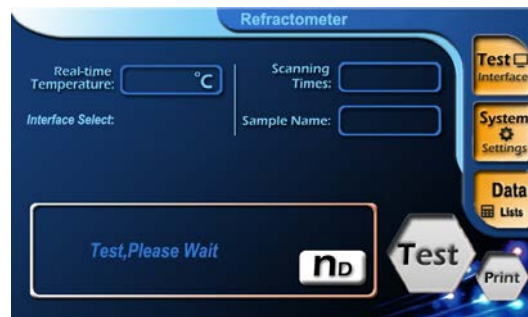 Refractometer
Real-time
Temperature:
°C
Scanning
Times:
Interface Select:
Sample Name:
Test,Please Wait
nD
Test
Print
Test
Interface
System
Settings
Data
Lists